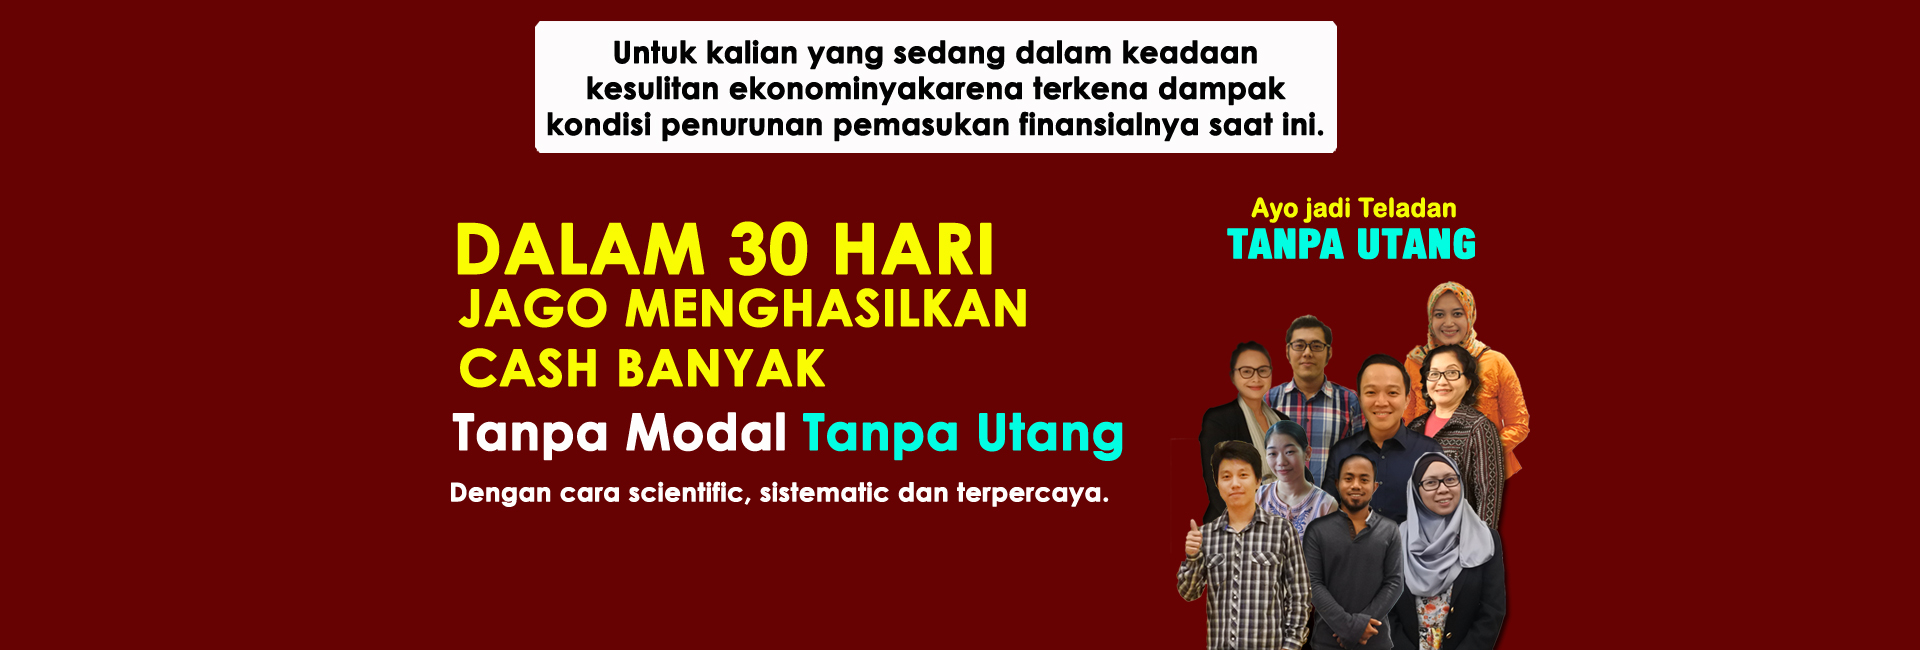 Untuk kalian yang sedang dalam keadaan
kesulitan ekonominyakarena terkena dampak
kondisi penurunan pemasukan finansialnya saat ini.
DALAM 30 HARI
JAGO MENGHASILKAN
CASH BANYAK
Tanpa Modal Tanpa Utang
Dengan cara scientific, sistematic dan terpercaya.
Ayo jadi Teladan
TANPA UTANG